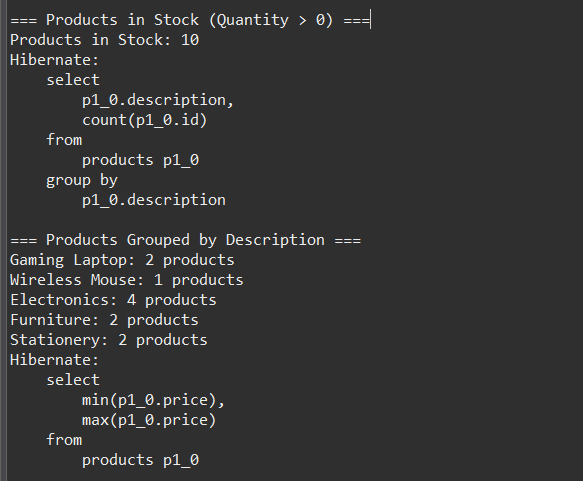 === Products in Stock (Quantity > 0) ===
Products in Stock: 10
Hibernate:
    select
        p1_0.description,
        count(p1_0.id)
    from
        products p1_0
    group by
        p1_0.description

=== Products Grouped by Description ===
Gaming Laptop: 2 products
Wireless Mouse: 1 products
Electronics: 4 products
Furniture: 2 products
Stationery: 2 products
Hibernate:
    select
        min(p1_0.price),
        max(p1_0.price)
    from
        products p1_0